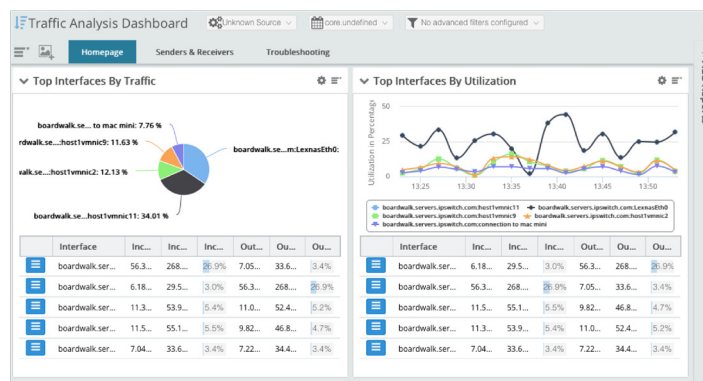 Traffic Analysis Dashboard
Unknown Source
core.undefined
No advanced filters configured
Homepage
Senders & Receivers
Troubleshooting
Top Interfaces By Traffic
boardwalk.se... to mac mini: 7.76 %
rdwalk.se....:host1vmnic9: 11.63 %
valk.se....:host1vmnic2: 12.13 %
boardwalk.se...m:LexnasEth0:
boardwalk.se....:host1vmnic11: 34.01 %
Interface Inc... Inc... Inc... Out... Ou... Ou...
boardwalk.ser... 56.3... 268.... 26.9% 7.05... 33.6... 3.4%
boardwalk.ser... 6.18... 29.5... 3.0% 56.3... 268.... 26.9%
boardwalk.ser... 11.3... 53.9... 5.4% 11.0... 52.4... 5.2%
boardwalk.ser... 11.5... 55.1... 5.5% 9.82... 46.8... 4.7%
boardwalk.ser... 7.04... 33.6... 3.4% 7.22... 34.4... 3.4%
Top Interfaces By Utilization
Utilization in Percentage
50
25
0
13:25 13:30 13:35 13:40 13:45 13:50
boardwalk.servers.ipswitch.com:host1vmnic11 boardwalk.servers.ipswitch.com:LexnasEth0
boardwalk.servers.ipswitch.com:host1vmnic9 boardwalk.servers.ipswitch.com:host1vmnic2
boardwalk.servers.ipswitch.com:connection to mac mini
Interface Inc... Inc... Inc... Out... Ou... Ou...
boardwalk.ser... 6.18... 29.5... 3.0% 56.3... 268.... 26.9%
boardwalk.ser... 56.3... 268.... 26.9% 7.05... 33.6... 3.4%
boardwalk.ser... 11.5... 55.1... 5.5% 9.82... 46.8... 4.7%
boardwalk.ser... 11.3... 53.9... 5.4% 11.0... 52.4... 5.2%
boardwalk.ser... 7.04... 33.6... 3.4% 7.22... 34.4... 3.4%